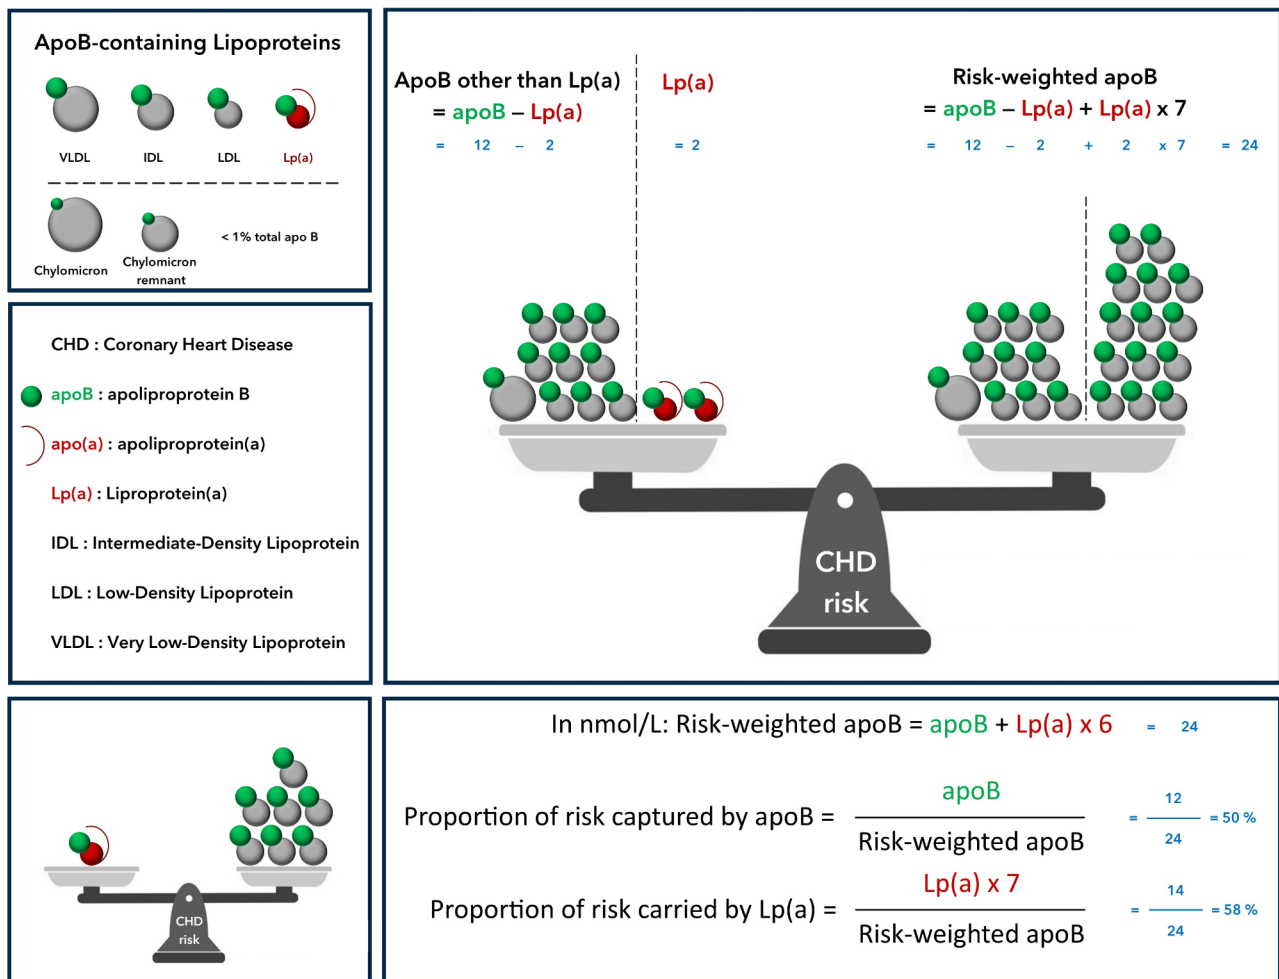 ApoB-containing Lipoproteins
VLDL IDL LDL Lp(a)
< 1% total apo B
Chylomicron
Chylomicron
remnant
CHD : Coronary Heart Disease
apoB : apoliproprotein B
apo(a) : apoliproprotein(a)
Lp(a) : Liproprotein(a)
IDL : Intermediate-Density Lipoprotein
LDL : Low-Density Lipoprotein
VLDL : Very Low-Density Lipoprotein
CHD
risk
ApoB other than Lp(a)
= apoB – Lp(a)
= 12 – 2
Lp(a)
= 2
Risk-weighted apoB
= apoB – Lp(a) + Lp(a) x 7
= 12 – 2 + 2 x 7 = 24
CHD
risk
In nmol/L: Risk-weighted apoB = apoB + Lp(a) x 6 = 24
Proportion of risk captured by apoB =
apoB
Risk-weighted apoB
=
12
24
= 50 %
Proportion of risk carried by Lp(a) =
Lp(a) x 7
Risk-weighted apoB
=
14
24
= 58 %